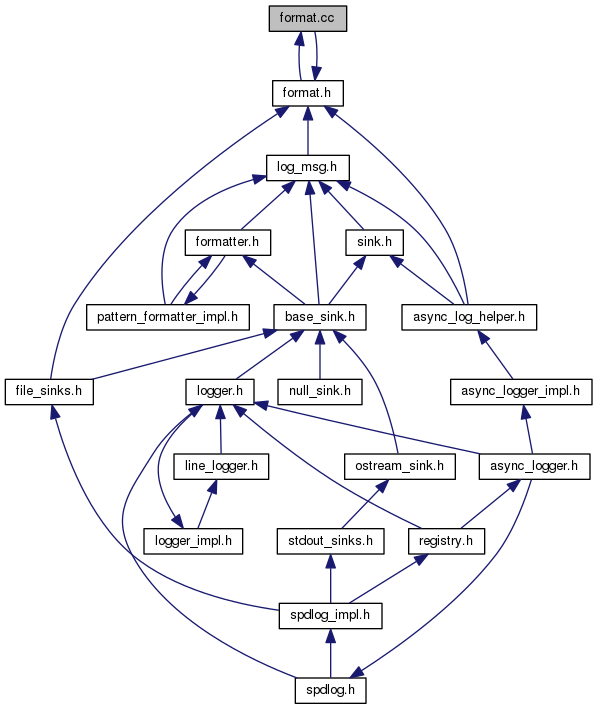 format.cc
format.h
log_msg.h
formatter.h
sink.h
pattern_formatter_impl.h
base_sink.h
async_log_helper.h
file_sinks.h
logger.h
null_sink.h
async_logger_impl.h
line_logger.h
ostream_sink.h
async_logger.h
logger_impl.h
stdout_sinks.h
registry.h
spdlog_impl.h
spdlog.h